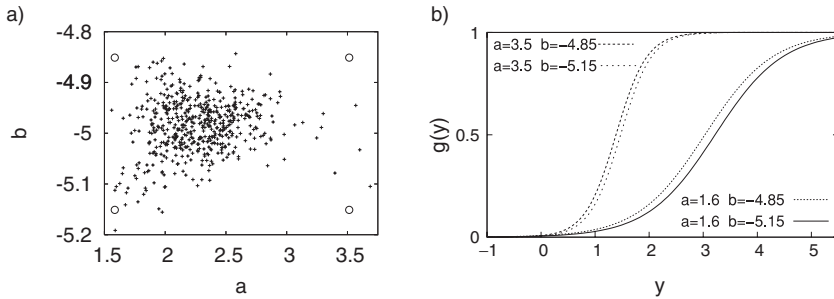 a)
-4.8
-4.9
-5
-5.1
-5.2
b
1.5 2 2.5 3 3.5
a
b)
1
0.5
0
g(y)
a=3.5 b=−4.85
a=3.5 b=−5.15
a=1.6 b=−4.85
a=1.6 b=−5.15
−1 0 1 2 3 4 5
y